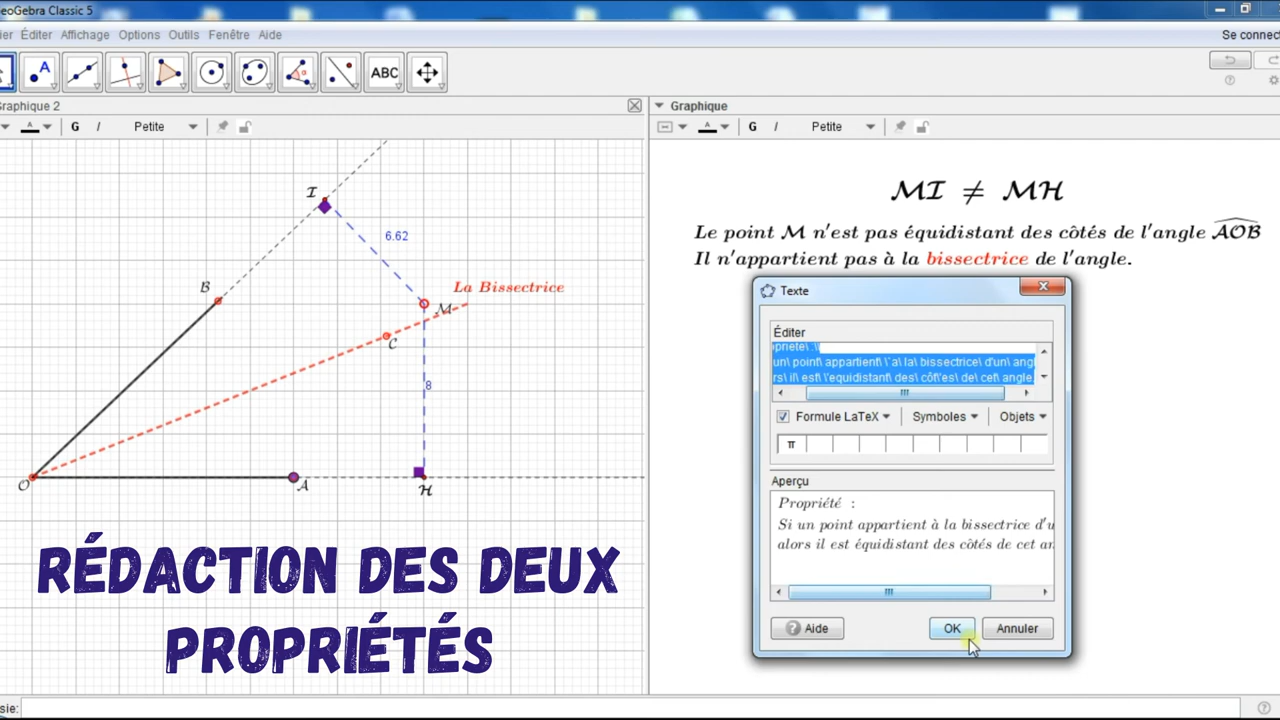 eoGebra Classic 5
ier Éditer Affichage Options Outils Fenêtre Aide
Se connect
A
ABC
Graphique 2
Graphique
A G I Petite
A G I Petite
I
6.62
B
La Bissectrice
M
C
8
O
A
H
RÉDACTION DES DEUX
PROPRIÉTÉS
MI ≠ MH
Le point M n'est pas équidistant des côtés de l'angle AOB
Il n'appartient pas à la bissectrice de l'angle.
Texte
Éditer
opriété\ :\\
un\ point\ appartient\ \`a\ la\ bissectrice\ d'un\ angl
rs\ il\ est\ \'equidistant\ des\ côt\'es\ de\ cet\ angle.
Formule LaTeX Symboles Objets
π
Aperçu
Propriété :
Si un point appartient à la bissectrice d'u
alors il est équidistant des côtés de cet an
Aide OK Annuler
sie: